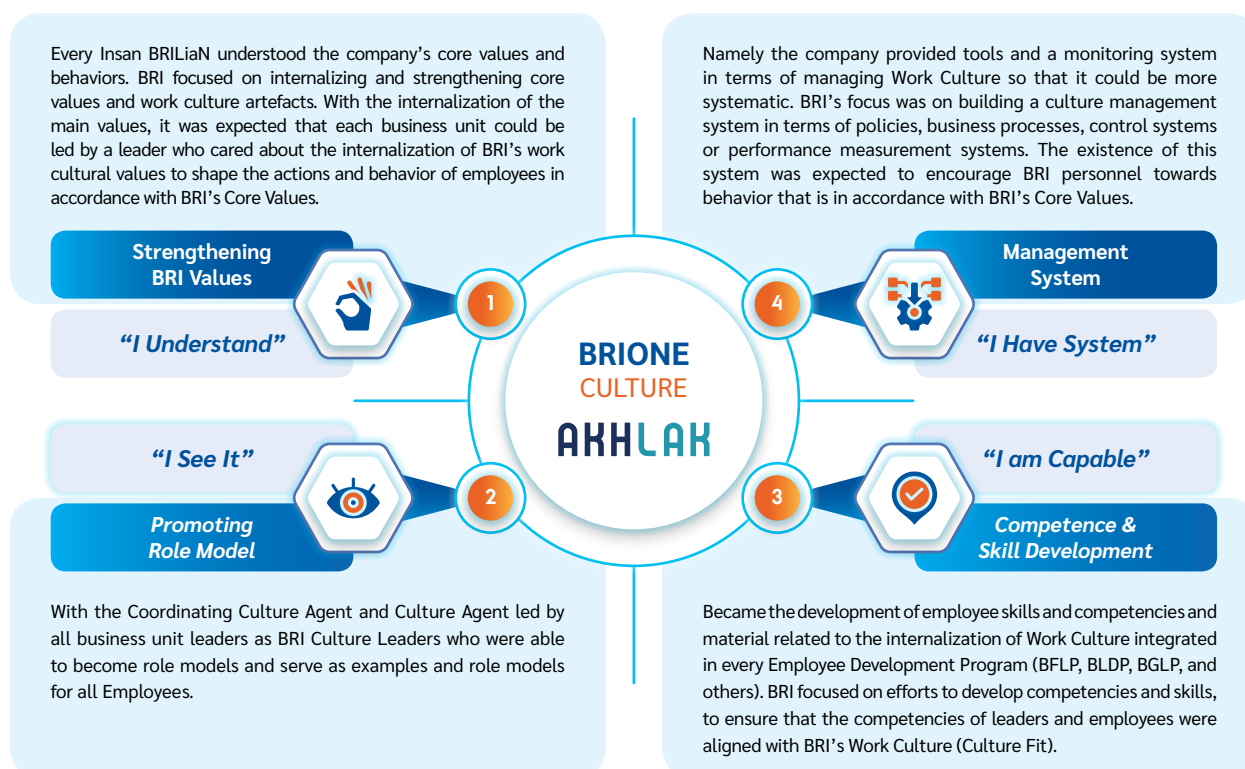 Every Insan BRILiaN understood the company's core values and
behaviors. BRI focused on internalizing and strengthening core
values and work culture artefacts. With the internalization of the
main values, it was expected that each business unit could be
led by a leader who cared about the internalization of BRI's work
cultural values to shape the actions and behavior of employees in
accordance with BRI's Core Values.
Strengthening
BRI Values
"I Understand"
1
"I See It"
Promoting
Role Model
2
With the Coordinating Culture Agent and Culture Agent led by
all business unit leaders as BRI Culture Leaders who were able
to become role models and serve as examples and role models
for all Employees.
BRIONE
CULTURE
AKHLAK
Namely the company provided tools and a monitoring system
in terms of managing Work Culture so that it could be more
systematic. BRI's focus was on building a culture management
system in terms of policies, business processes, control systems
or performance measurement systems. The existence of this
system was expected to encourage BRI personnel towards
behavior that is in accordance with BRI's Core Values.
4
Management
System
"I Have System"
3
"I am Capable"
Competence &
Skill Development
Became the development of employee skills and competencies and
material related to the internalization of Work Culture integrated
in every Employee Development Program (BFLP, BLDP, BGLP, and
others). BRI focused on efforts to develop competencies and skills,
to ensure that the competencies of leaders and employees were
aligned with BRI's Work Culture (Culture Fit).